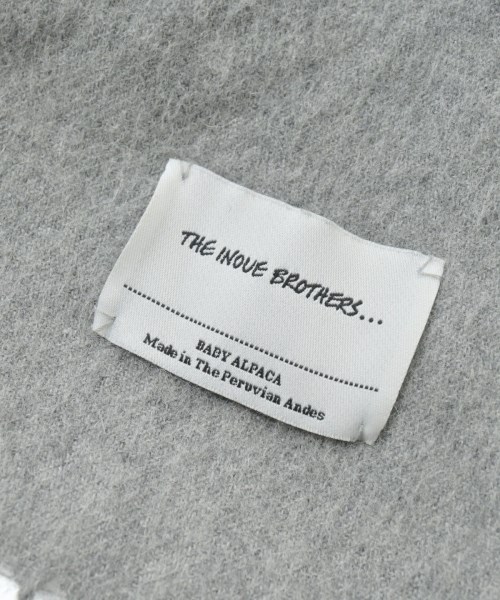 THE INOUE BROTHERS...
BABY ALPACA
Made in The Peruvian Andes